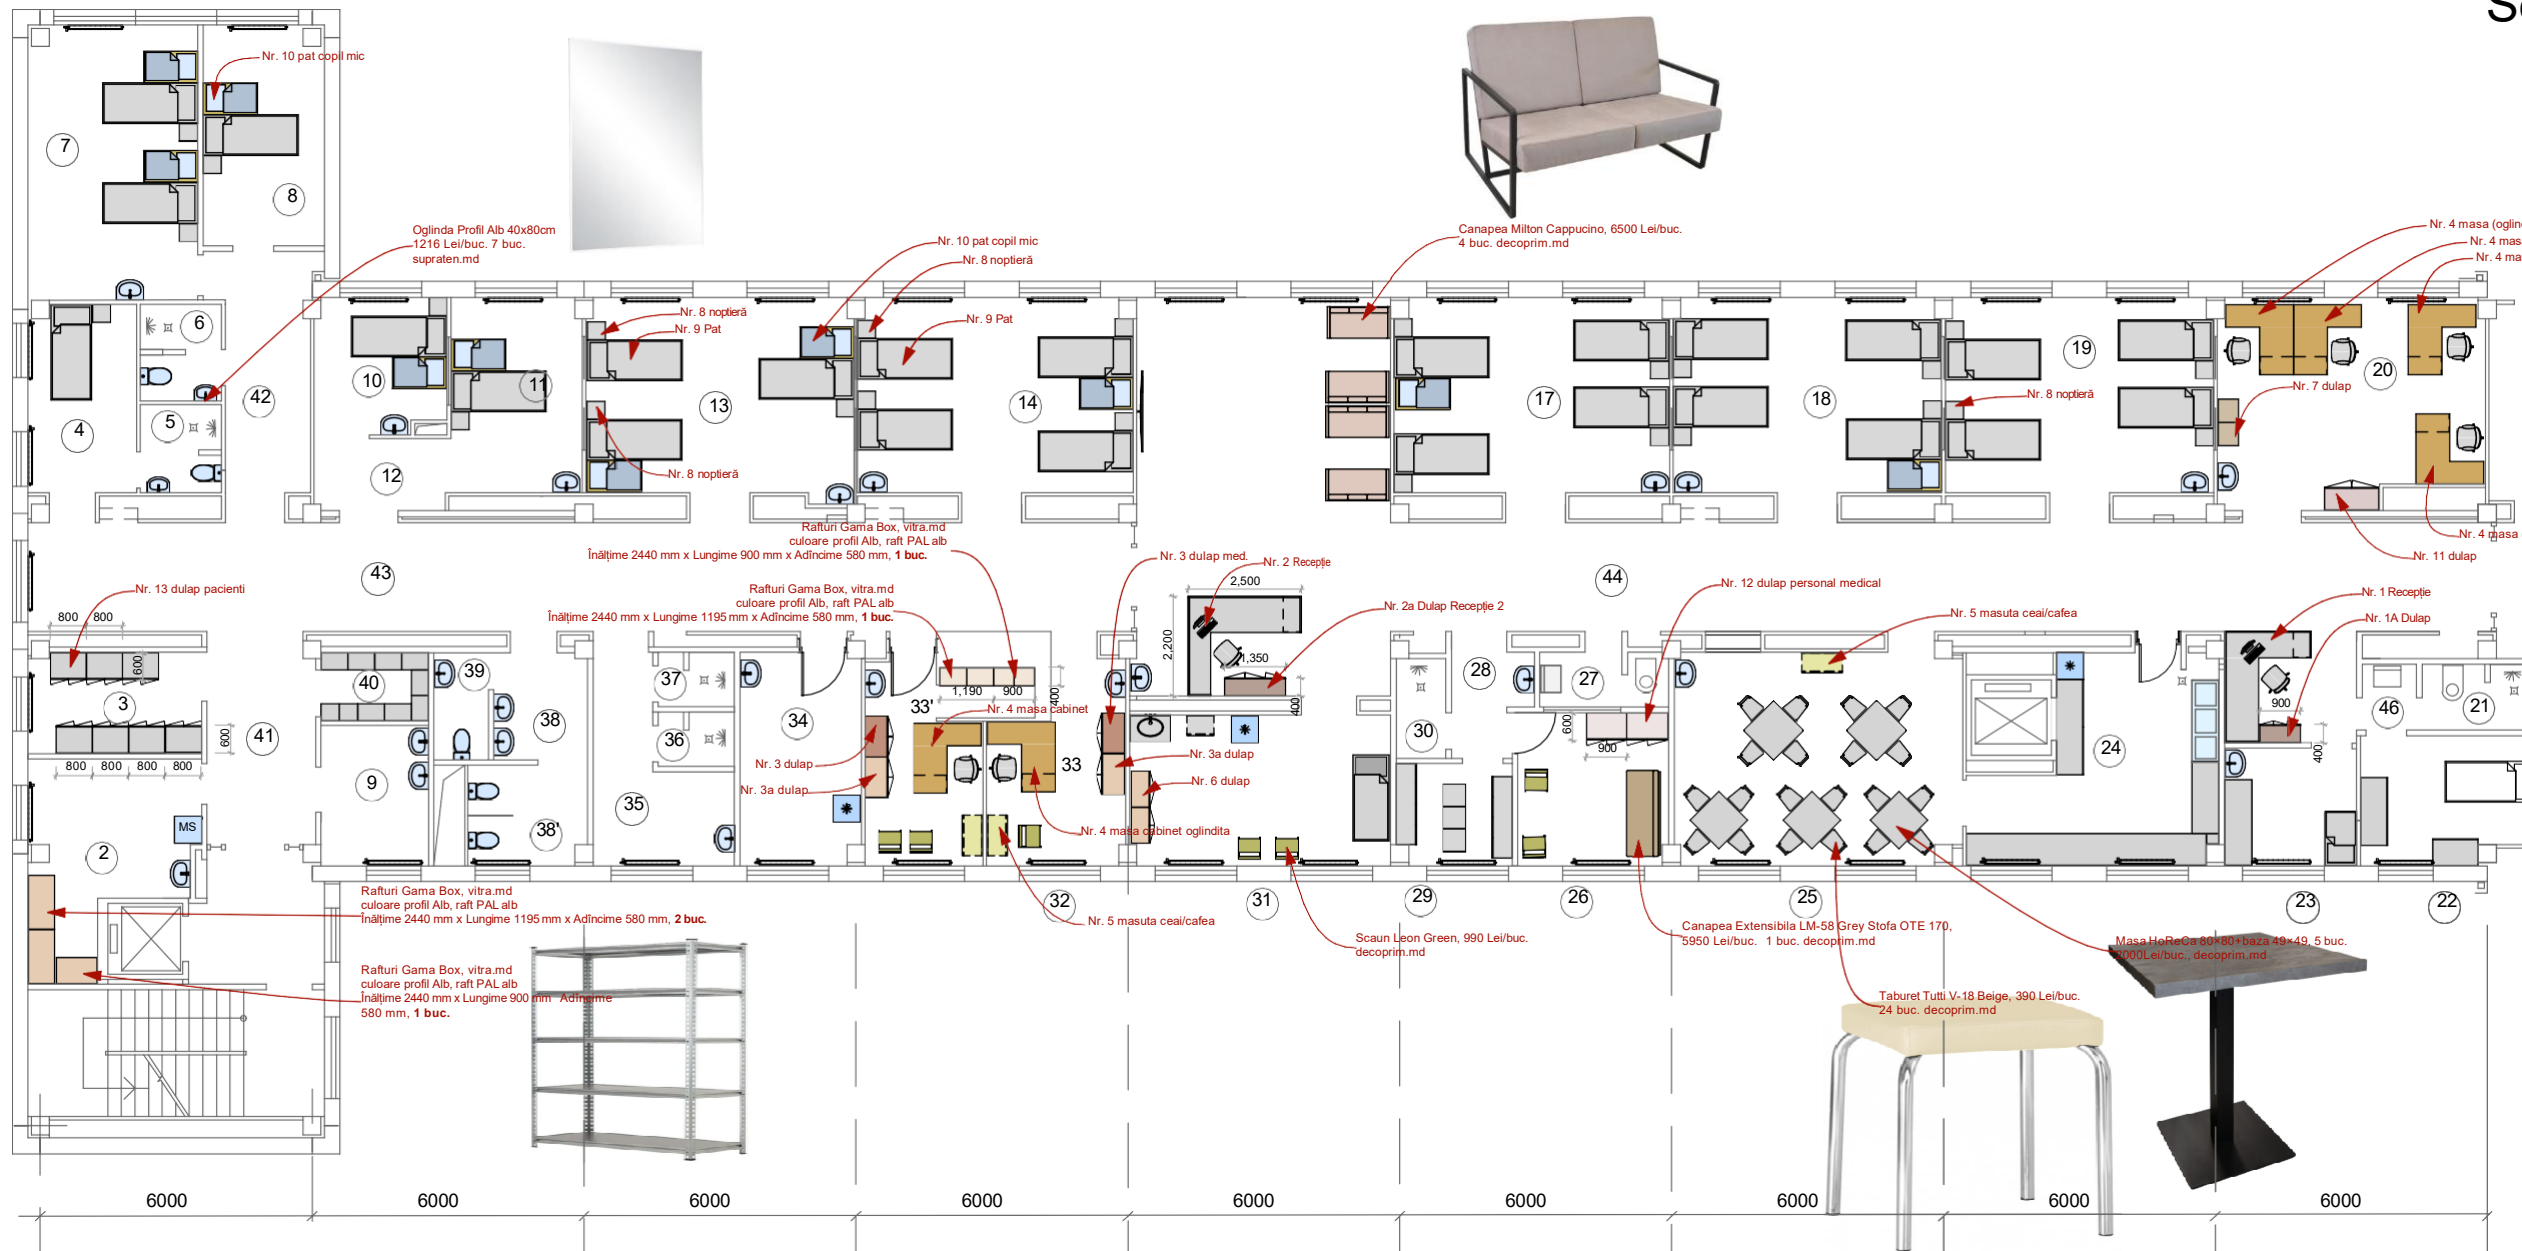 Nr. 10 pat copil mic
7
8
Oglinda Profil Alb 40x80cm
1216 Lei/buc. 7 buc.
supraten.md
Canapea Milton Cappucino, 6500 Lei/buc.
4 buc. decoprim.md
Nr. 4 masa
Nr. 4
Nr. 4
Nr. 10 pat copil mic
Nr. 8 noptieră
Nr. 8 noptieră
Nr. 9 Pat
Nr. 9 Pat
6
42
5
4
10
11
12
13
14
17
18
19
20
Nr. 7 dulap
Nr. 8 noptieră
Nr. 8 noptieră
Nr. 4 masa
Nr. 11 dulap
Rafturi Gama Box, vitra.md
culoare profil Alb, raft PAL alb
Înălțime 2440 mm x Lungime 900 mm x Adîncime 580 mm, 1 buc.
Rafturi Gama Box, vitra.md
culoare profil Alb, raft PAL alb
Înălțime 2440 mm x Lungime 1195 mm x Adîncime 580 mm, 1 buc.
Nr. 3 dulap med.
Nr. 2 Recepție
2,500
2,200
1,350
400
Nr. 2a Dulap Recepție 2
43
44
Nr. 13 dulap pacienti
800 800
600
Nr. 12 dulap personal medical
Nr. 5 masuta ceai/cafea
Nr. 1 Recepție
Nr. 1A Dulap
3
41
600
800 800 800 800
40
39
38
38'
9
37
36
35
34
33'
1,190 900
400
Nr. 4 masa cabinet
33
Nr. 3 dulap
Nr. 3a dulap
Nr. 3a dulap
Nr. 6 dulap
Nr. 4 masa cabinet oglindita
28
27
30
600
900
24
900
400
46
21
MS
2
32
31
29
26
25
23
22
Rafturi Gama Box, vitra.md
culoare profil Alb, raft PAL alb
Înălțime 2440 mm x Lungime 1195 mm x Adîncime 580 mm, 2 buc.
Nr. 5 masuta ceai/cafea
Scaun Leon Green, 990 Lei/buc.
decoprim.md
Canapea Extensibila LM-58 Grey Stofa OTE 170,
5950 Lei/buc. 1 buc. decoprim.md
Masa HoReCa 80×80+baza 49×49, 5 buc.
2000Lei/buc., decoprim.md
Rafturi Gama Box, vitra.md
culoare profil Alb, raft PAL alb
Înălțime 2440 mm x Lungime 900 mm Adîncime
580 mm, 1 buc.
Taburet Tutti V-18 Beige, 390 Lei/buc.
24 buc. decoprim.md
6000 6000 6000 6000 6000 6000 6000 6000 6000